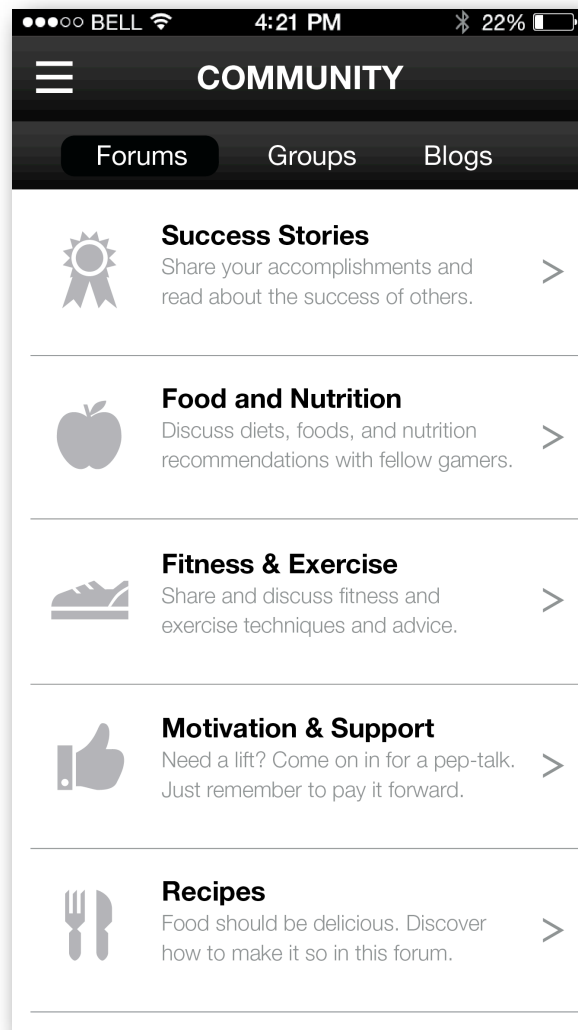 BELL 4:21 PM 22%
COMMUNITY
Forums Groups Blogs
Success Stories
Share your accomplishments and
read about the success of others.
>
Food and Nutrition
Discuss diets, foods, and nutrition
recommendations with fellow gamers.
>
Fitness & Exercise
Share and discuss fitness and
exercise techniques and advice.
>
Motivation & Support
Need a lift? Come on in for a pep-talk.
Just remember to pay it forward.
>
Recipes
Food should be delicious. Discover
how to make it so in this forum.
>